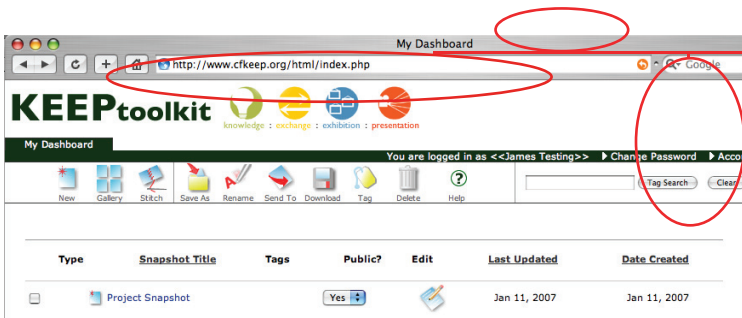 My Dashboard
http://www.cfkeep.org/html/index.php
Google
KEEPtoolkit
knowledge : exchange : exhibition : presentation
My Dashboard
You are logged in as <<James Testing>> Change Password Acco
Tag Search Clear
New Gallery Stitch Save As Rename Send To Download Tag Delete Help
Type Snapshot Title Tags Public? Edit Last Updated Date Created
Project Snapshot Yes Jan 11, 2007 Jan 11, 2007